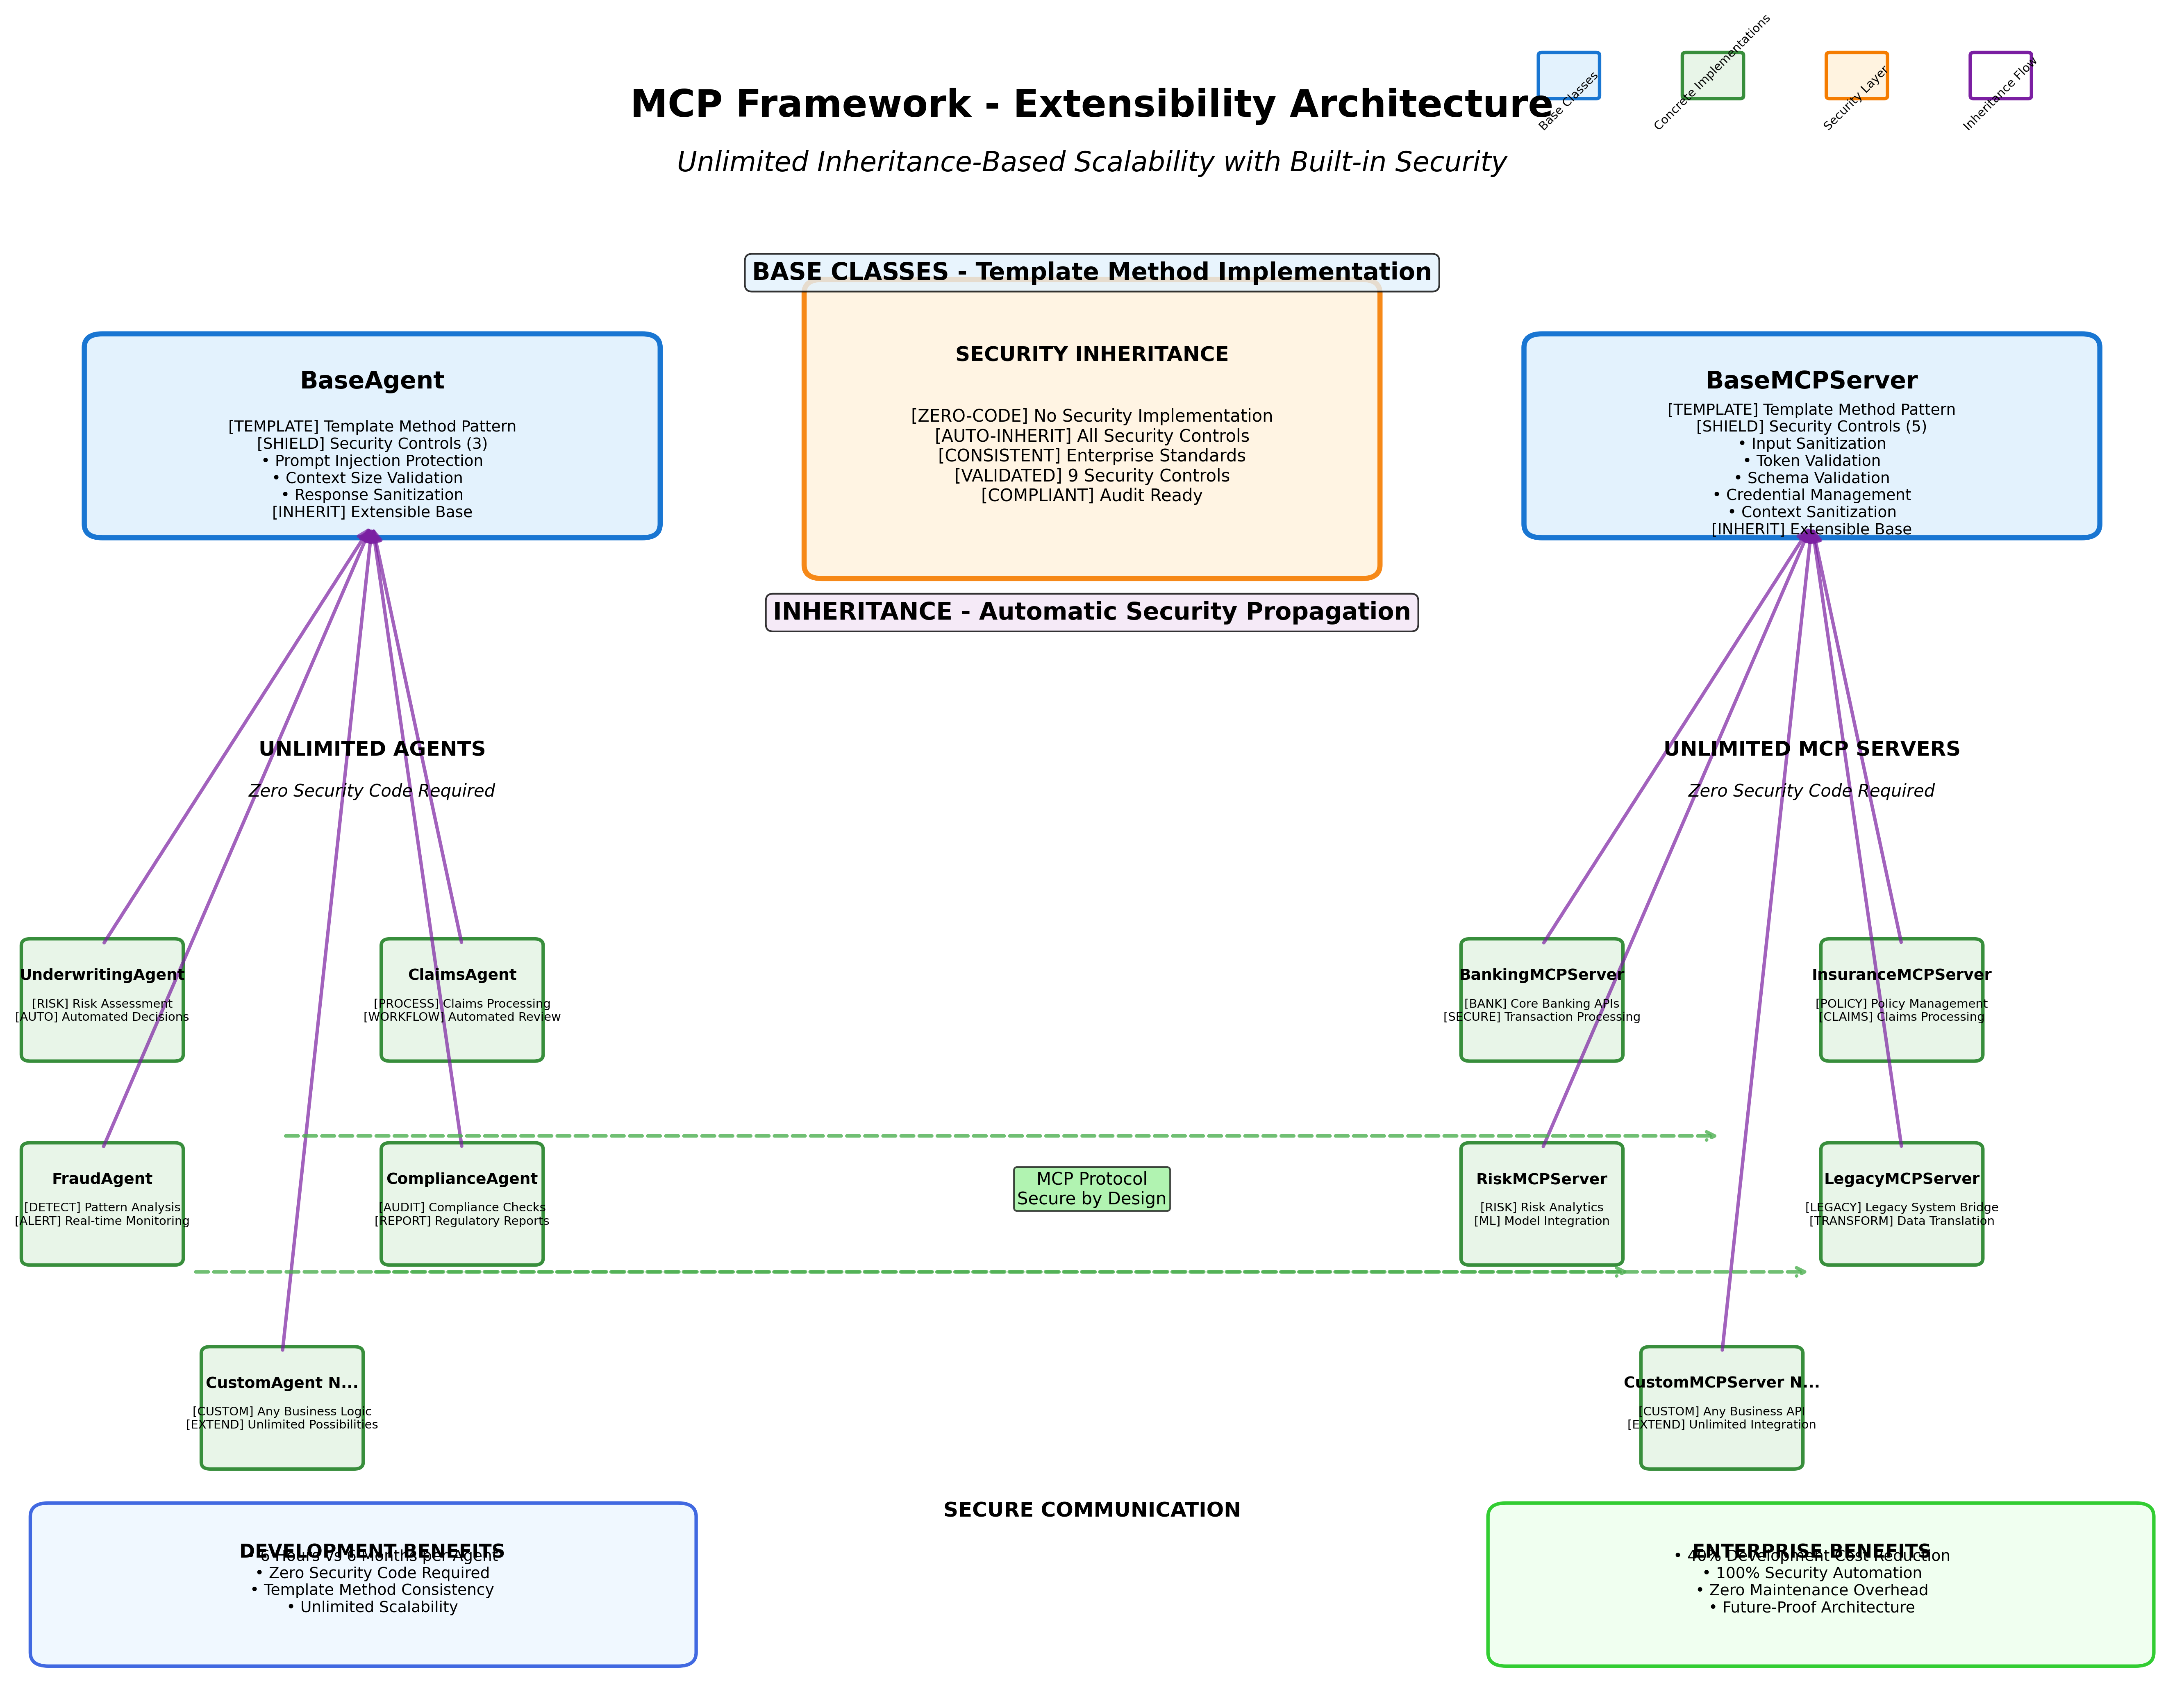 MCP Framework - Extensibility Architecture
Unlimited Inheritance-Based Scalability with Built-in Security
Base Classes
Concrete Implementations
Security Layer
Inheritance Flow
BASE CLASSES - Template Method Implementation
BaseAgent
[TEMPLATE] Template Method Pattern
[SHIELD] Security Controls (3)
• Prompt Injection Protection
• Context Size Validation
• Response Sanitization
[INHERIT] Extensible Base
SECURITY INHERITANCE
[ZERO-CODE] No Security Implementation
[AUTO-INHERIT] All Security Controls
[CONSISTENT] Enterprise Standards
[VALIDATED] 9 Security Controls
[COMPLIANT] Audit Ready
BaseMCPServer
[TEMPLATE] Template Method Pattern
[SHIELD] Security Controls (5)
• Input Sanitization
• Token Validation
• Schema Validation
• Credential Management
• Context Sanitization
[INHERIT] Extensible Base
INHERITANCE - Automatic Security Propagation
UNLIMITED AGENTS
Zero Security Code Required
UNLIMITED MCP SERVERS
Zero Security Code Required
UnderwritingAgent
[RISK] Risk Assessment
[AUTO] Automated Decisions
ClaimsAgent
[PROCESS] Claims Processing
[WORKFLOW] Automated Review
BankingMCPServer
[BANK] Core Banking APIs
[SECURE] Transaction Processing
InsuranceMCPServer
[POLICY] Policy Management
[CLAIMS] Claims Processing
FraudAgent
[DETECT] Pattern Analysis
[ALERT] Real-time Monitoring
ComplianceAgent
[AUDIT] Compliance Checks
[REPORT] Regulatory Reports
MCP Protocol
Secure by Design
RiskMCPServer
[RISK] Risk Analytics
[ML] Model Integration
LegacyMCPServer
[LEGACY] Legacy System Bridge
[TRANSFORM] Data Translation
CustomAgent N...
[CUSTOM] Any Business Logic
[EXTEND] Unlimited Possibilities
CustomMCPServer N...
[CUSTOM] Any Business API
[EXTEND] Unlimited Integration
SECURE COMMUNICATION
DEVELOPMENT BENEFITS
• 6 Hours vs 6 Months per Agent
• Zero Security Code Required
• Template Method Consistency
• Unlimited Scalability
ENTERPRISE BENEFITS
• 40% Development Cost Reduction
• 100% Security Automation
• Zero Maintenance Overhead
• Future-Proof Architecture